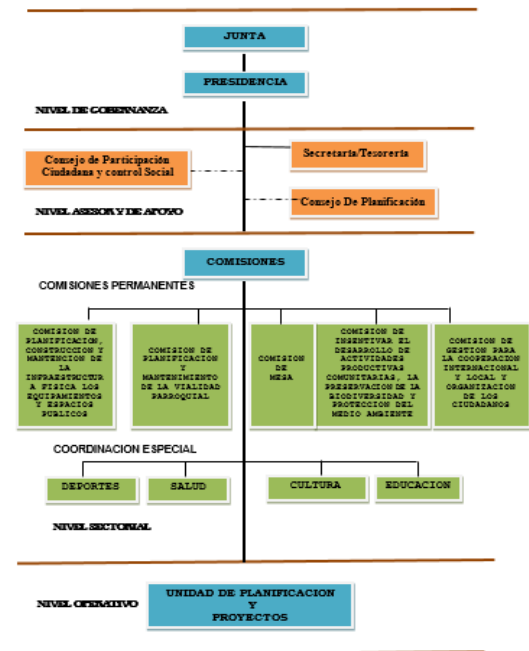 JUNTA
PRESIDENCIA
NIVEL DE GOBERNANZA
Consejo de Participación
Ciudadana y control Social
Secretaria/Tesorería
Consejo De Planificación
NIVEL ASESOR Y DE APOYO
COMISIONES
COMISIONES PERMANENTES
COMISION DE
PLANIFICACION,
CONSTRUCCION Y
MANTENCION DE
LA
INFRAESTRUCTUR
A FISICA LOS
EQUIPAMIENTOS
Y ESPACIOS
PUBLICOS
COMISION DE
PLANIFICACION
Y
MANTENIMIENTO
DE LA VIALIDAD
PARROQUIAL
COMISION
DE
MESA
COMISION DE
INSENTIVAR EL
DESARROLLO DE
ACTIVIDADES
PRODUCTIVAS
COMUNITARIAS, LA
PRESERVACION DE LA
BIODIVERSIDAD Y
PROTECCION DEL
MEDIO AMBIENTE
COMISION DE
GESTION PARA
LA COOPERACION
INTERNACIONAL
Y LOCAL Y
ORGANIZACION
DE LOS
CIUDADANOS
COORDINACION ESPECIAL
DEPORTES
SALUD
CULTURA
EDUCACION
NIVEL SECTORIAL
NIVEL OPERATIVO
UNIDAD DE PLANIFICACION
Y
PROYECTOS